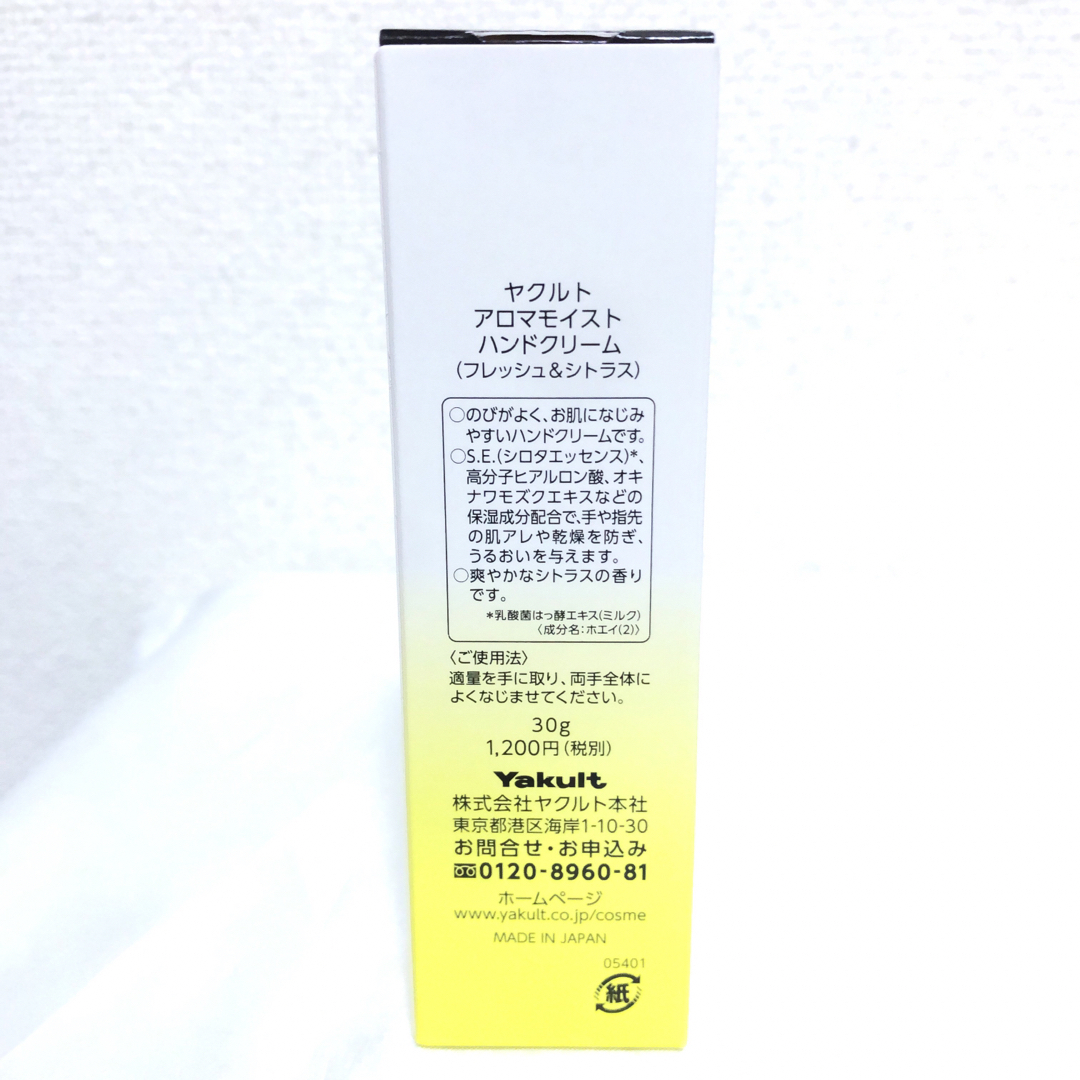 ヤクルト
アロマモイスト
ハンドクリーム
(フレッシュ&シトラス)
○のびがよく、お肌になじみ
やすいハンドクリームです。
○S.E.(シロタエッセンス)*、
高分子ヒアルロン酸、オキ
ナワモズクエキスなどの
保湿成分配合で、手や指先
の肌アレや乾燥を防ぎ、
うるおいを与えます。
○爽やかなシトラスの香り
です。
*乳酸菌はっ酵エキス(ミルク)
〈成分名:ホエイ(2)〉
〈ご使用法〉
適量を手に取り、両手全体に
よくなじませてください。
30g
1,200円(税別)
Yakult
株式会社ヤクルト本社
東京都港区海岸1-10-30
お問合せ・お申込み
0120-8960-81
ホームページ
www.yakult.co.jp/cosme
MADE IN JAPAN
05401
紙